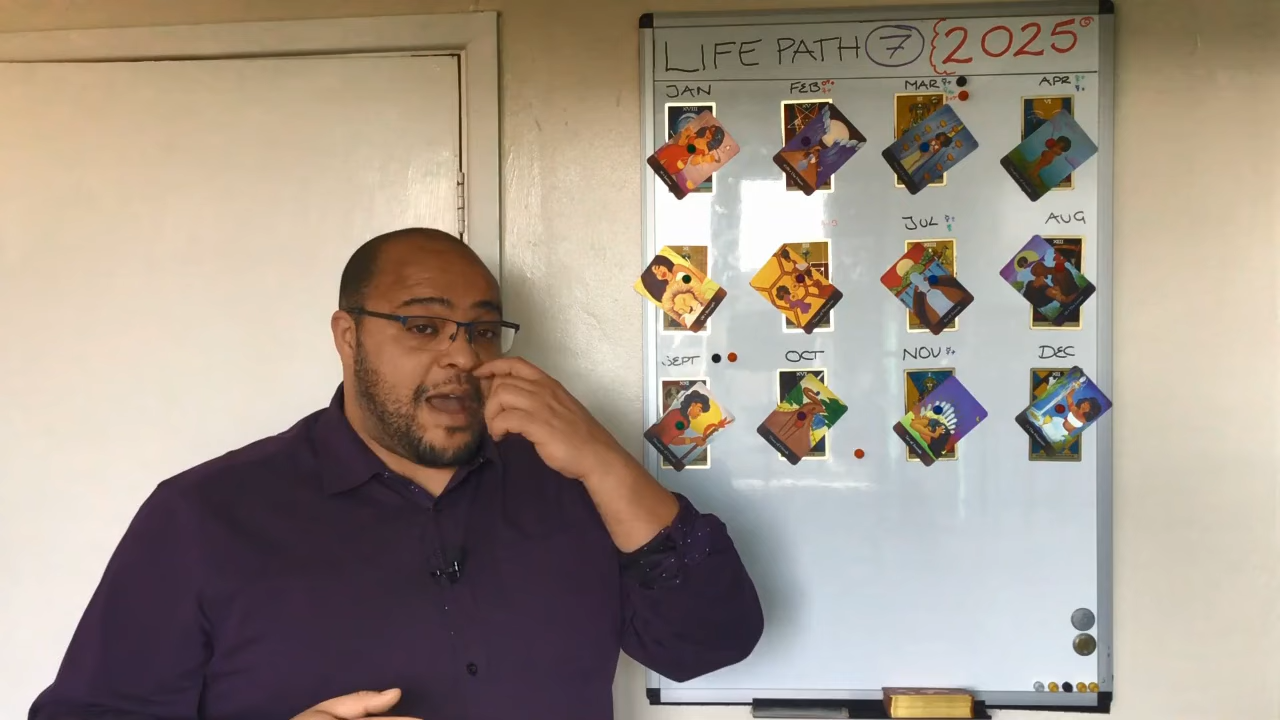 LIFE PATH 7 2025
JAN FEB MAR APR
JUL AUG
SEPT OCT NOV DEC